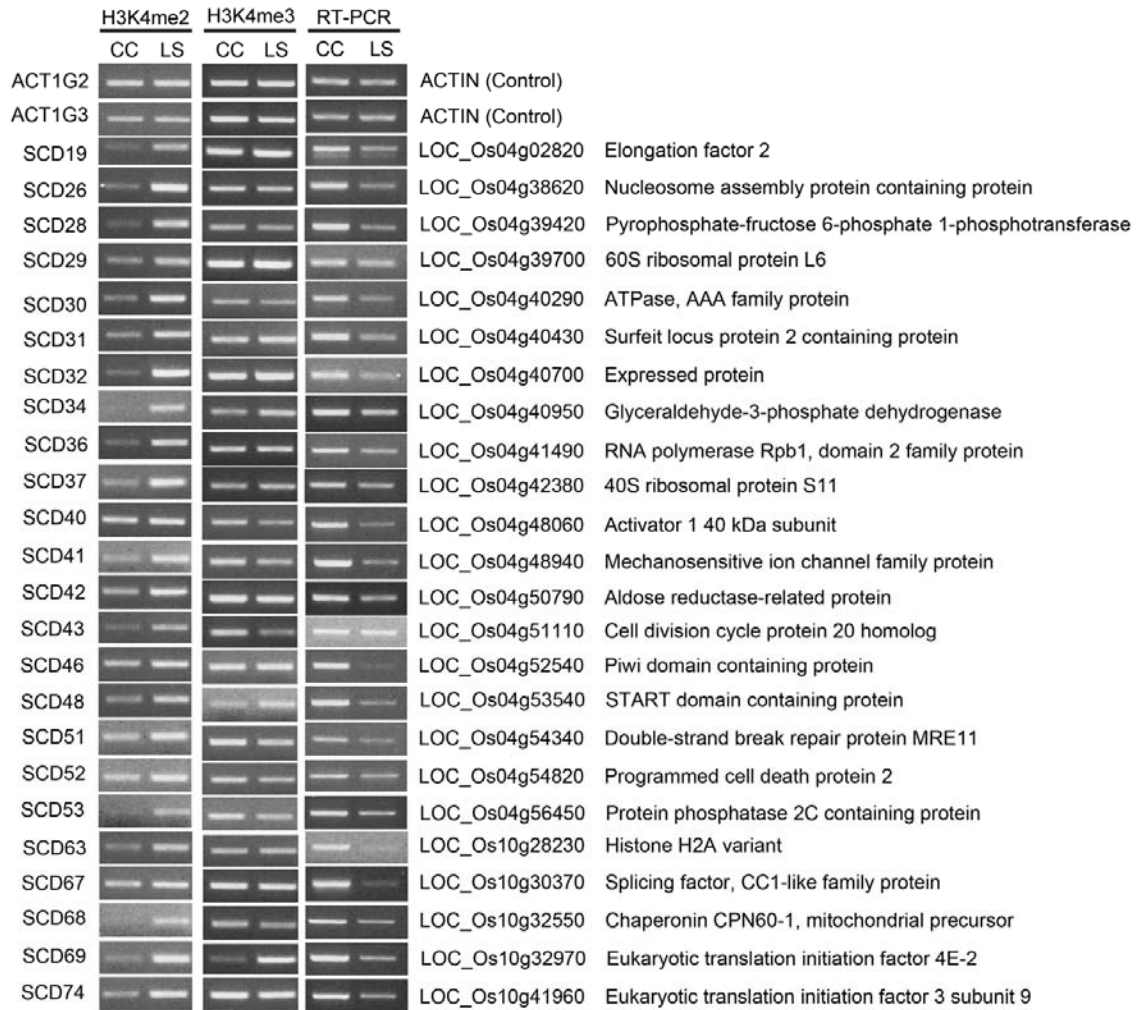 H3K4me2 H3K4me3 RT-PCR
CC LS CC LS CC LS
ACT1G2 ACTIN (Control)
ACT1G3 ACTIN (Control)
SCD19 LOC_Os04g02820 Elongation factor 2
SCD26 LOC_Os04g38620 Nucleosome assembly protein containing protein
SCD28 LOC_Os04g39420 Pyrophosphate-fructose 6-phosphate 1-phosphotransferase
SCD29 LOC_Os04g39700 60S ribosomal protein L6
SCD30 LOC_Os04g40290 ATPase, AAA family protein
SCD31 LOC_Os04g40430 Surfeit locus protein 2 containing protein
SCD32 LOC_Os04g40700 Expressed protein
SCD34 LOC_Os04g40950 Glyceraldehyde-3-phosphate dehydrogenase
SCD36 LOC_Os04g41490 RNA polymerase Rpb1, domain 2 family protein
SCD37 LOC_Os04g42380 40S ribosomal protein S11
SCD40 LOC_Os04g48060 Activator 1 40 kDa subunit
SCD41 LOC_Os04g48940 Mechanosensitive ion channel family protein
SCD42 LOC_Os04g50790 Aldose reductase-related protein
SCD43 LOC_Os04g51110 Cell division cycle protein 20 homolog
SCD46 LOC_Os04g52540 Piwi domain containing protein
SCD48 LOC_Os04g53540 START domain containing protein
SCD51 LOC_Os04g54340 Double-strand break repair protein MRE11
SCD52 LOC_Os04g54820 Programmed cell death protein 2
SCD53 LOC_Os04g56450 Protein phosphatase 2C containing protein
SCD63 LOC_Os10g28230 Histone H2A variant
SCD67 LOC_Os10g30370 Splicing factor, CC1-like family protein
SCD68 LOC_Os10g32550 Chaperonin CPN60-1, mitochondrial precursor
SCD69 LOC_Os10g32970 Eukaryotic translation initiation factor 4E-2
SCD74 LOC_Os10g41960 Eukaryotic translation initiation factor 3 subunit 9